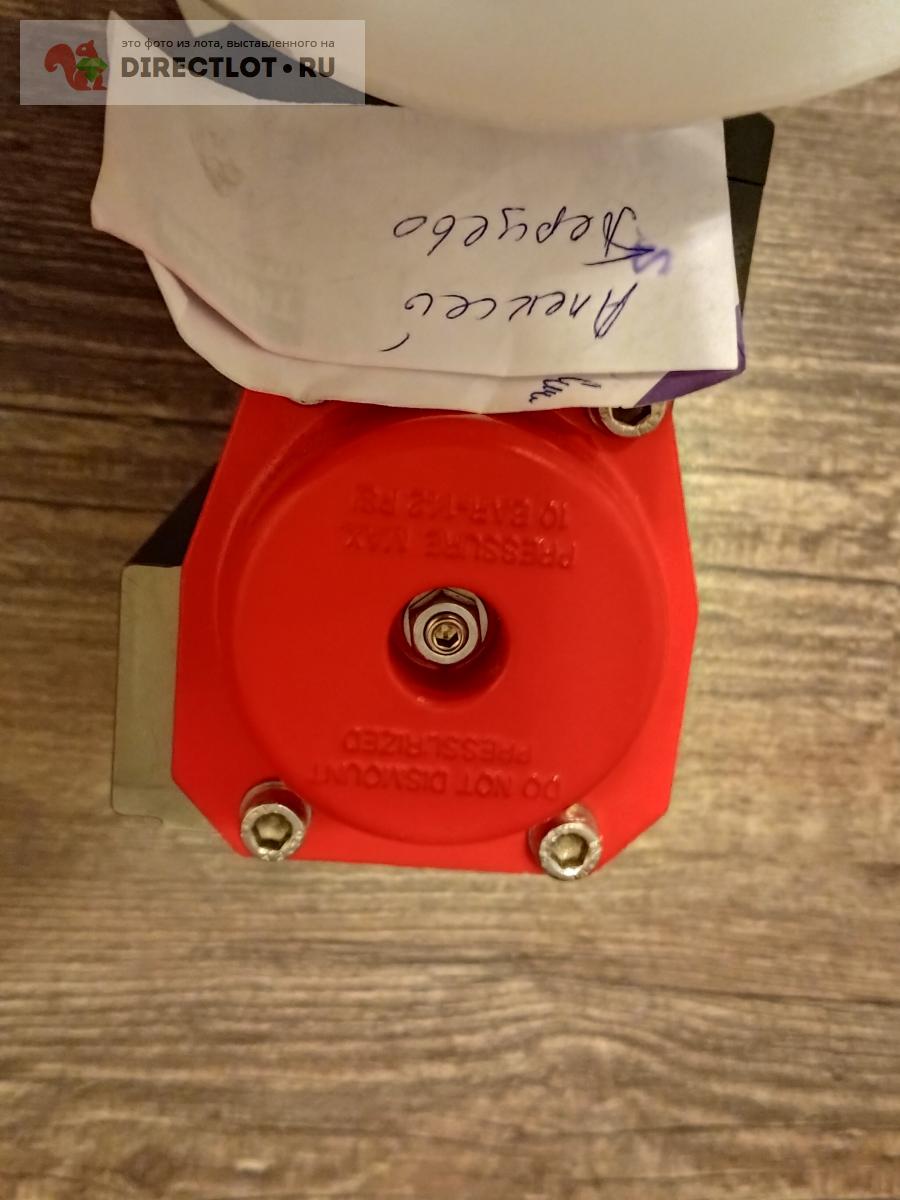 это фото из лота, выставленного на
DIRECTLOT•RU
Алексей
Перуево
PRESSURE MAX
10 BAR-142 PSI
DO NOT DISMOUNT
PRESSURIZED